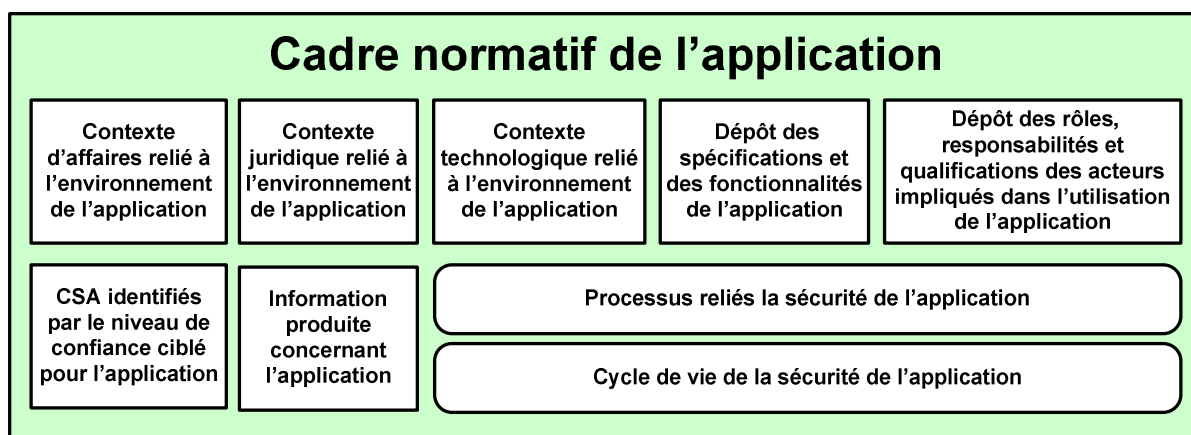 Cadre normatif de l’application
Contexte
d’affaires relié à
l’environnement
de l’application
Contexte
juridique relié à
l’environnement
de l’application
Contexte
technologique relié
à l’environnement
de l’application
Dépôt des
spécifications et
des fonctionnalités
de l’application
Dépôt des rôles,
responsabilités et
qualifications des acteurs
impliqués dans l’utilisation
de l’application
CSA identifiés
par le niveau de
confiance ciblé
pour l’application
Information
produite
concernant
l’application
Processus reliés la sécurité de l’application
Cycle de vie de la sécurité de l’application